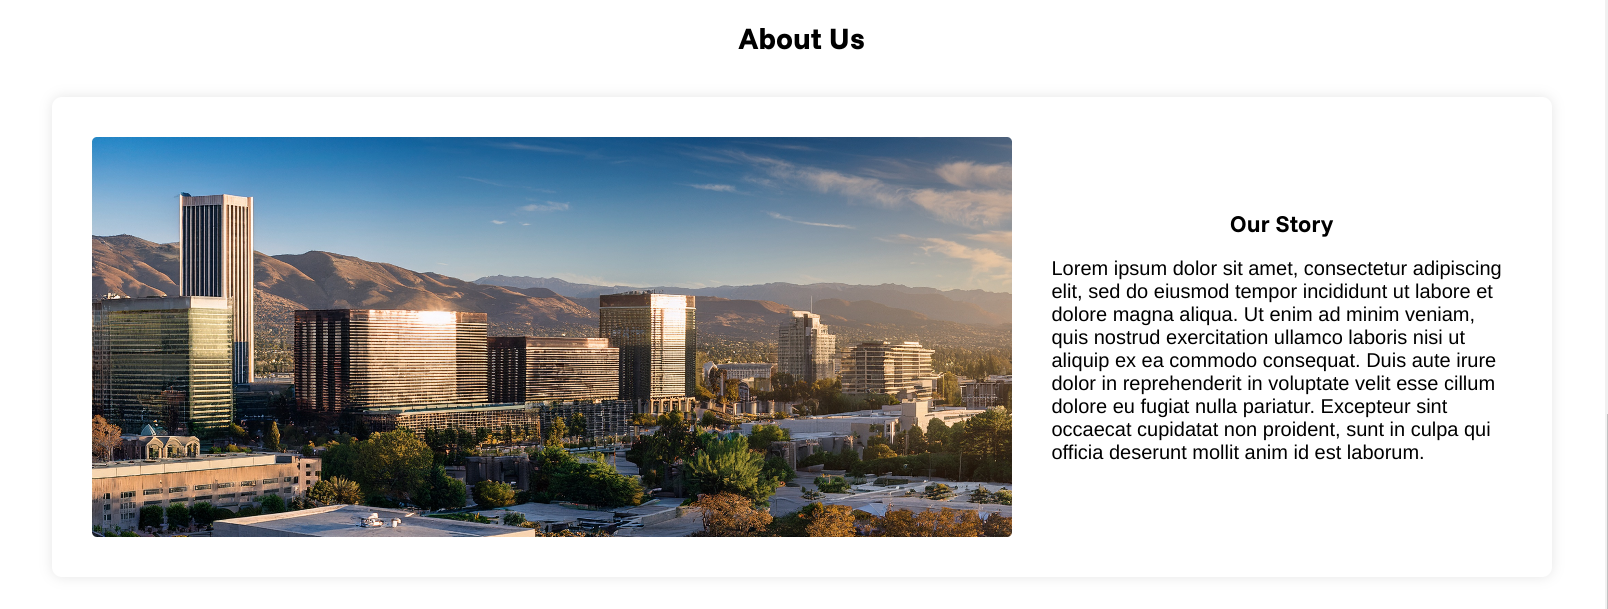 About Us
Our Story
Lorem ipsum dolor sit amet, consectetur adipiscing
elit, sed do eiusmod tempor incididunt ut labore et
dolore magna aliqua. Ut enim ad minim veniam,
quis nostrud exercitation ullamco laboris nisi ut
aliquip ex ea commodo consequat. Duis aute irure
dolor in reprehenderit in voluptate velit esse cillum
dolore eu fugiat nulla pariatur. Excepteur sint
occaecat cupidatat non proident, sunt in culpa qui
officia deserunt mollit anim id est laborum.